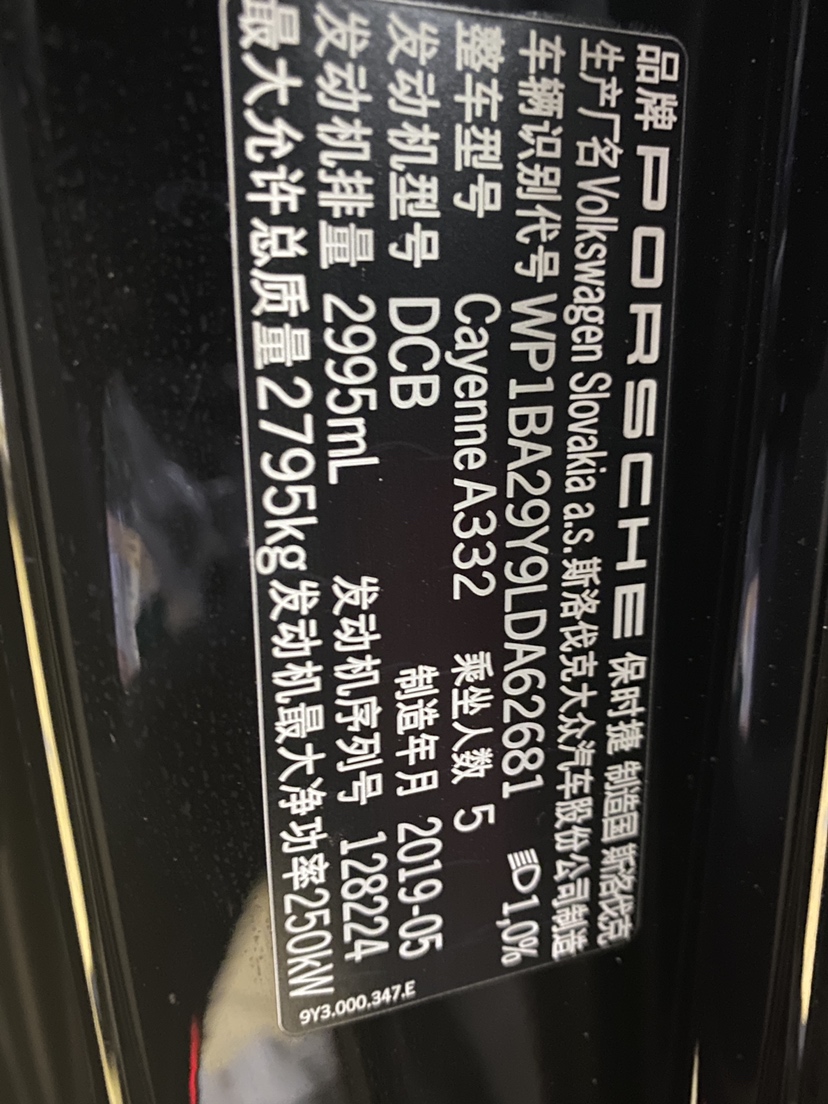 品牌 PORSCHE 保时捷 制造国 斯洛伐克
生产厂名 Volkswagen Slovakia a.s. 斯洛伐克大众汽车股份公司制造
车辆识别代号 WP1BA29Y9LDA62681 1,0%
整车型号 Cayenne A332 乘坐人数 5
发动机型号 DCB 制造年月 2019-05
发动机排量 2995mL 发动机序列号 128224
最大允许总质量 2795kg 发动机最大净功率 250kW
9Y3.000.347.E